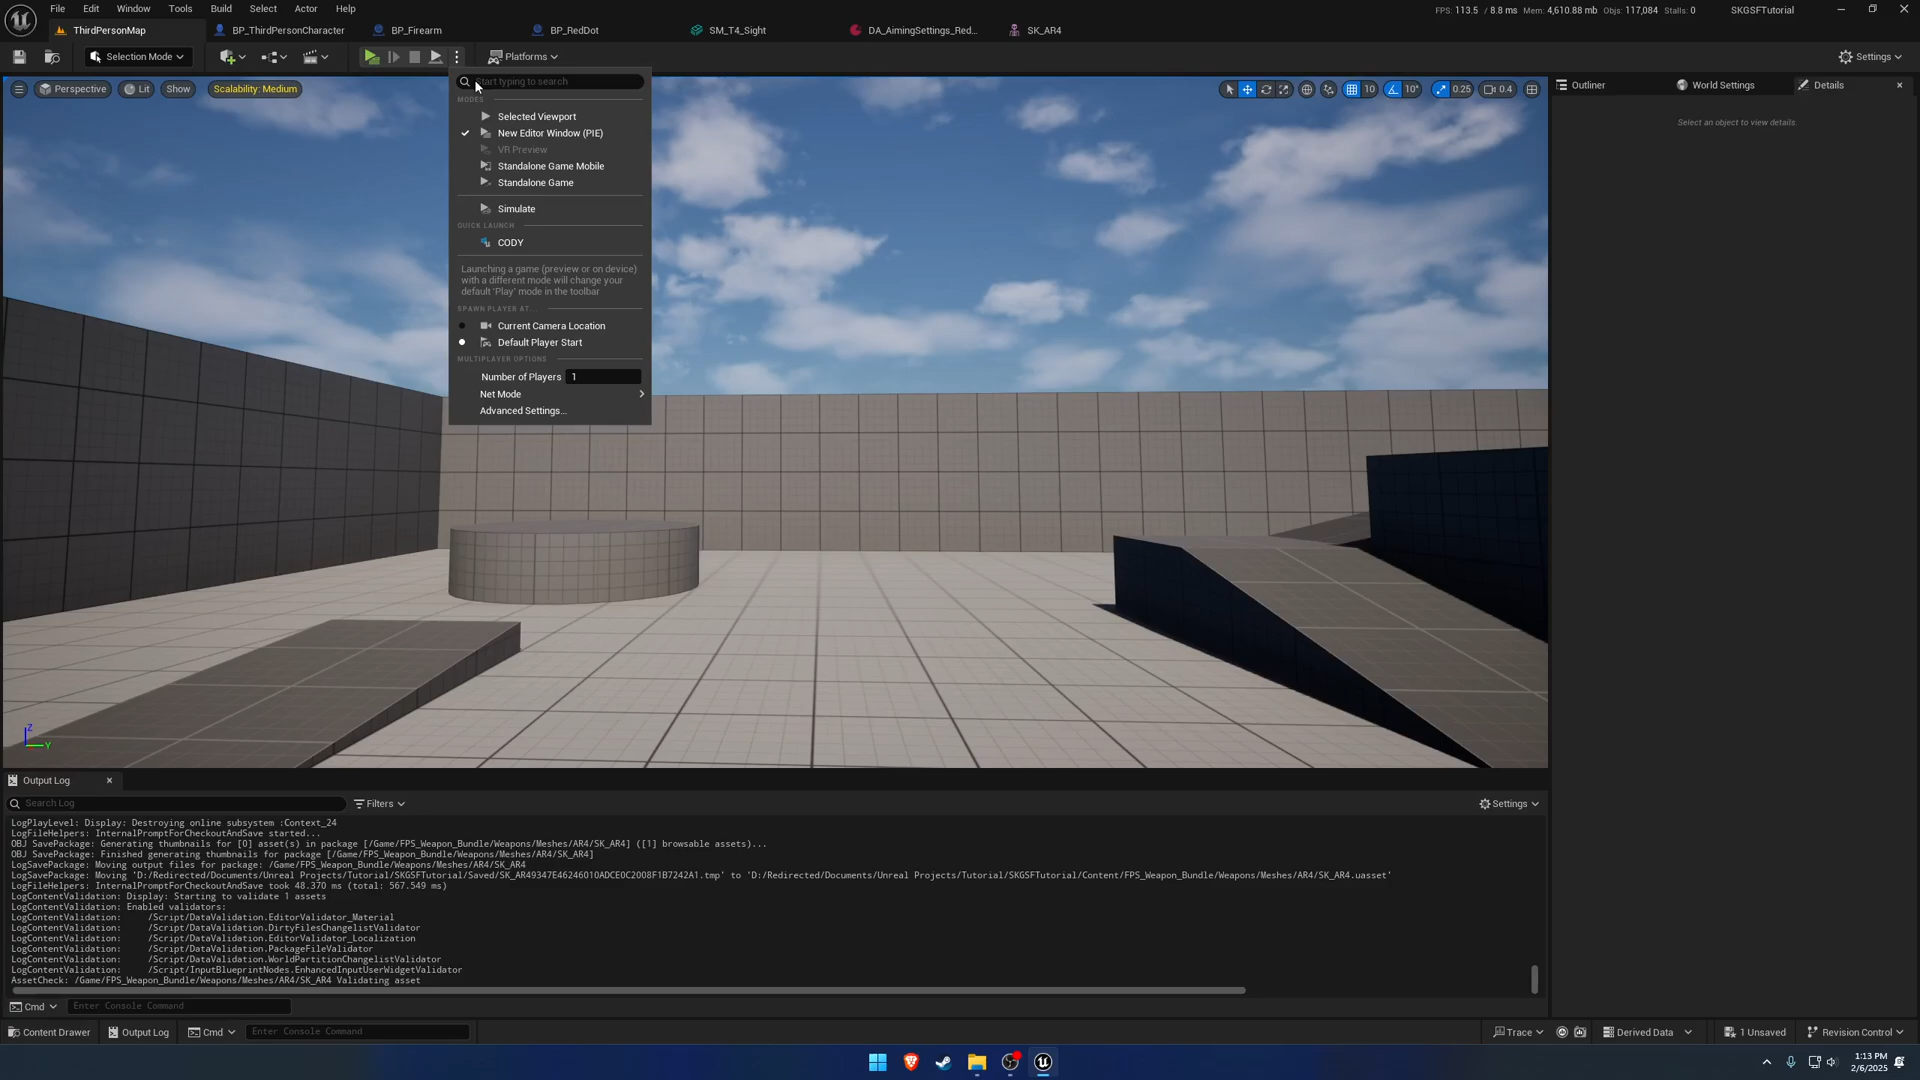 File Edit Window Tools Build Select Actor Help
FPS: 113.5 / 8.8 ms Mem: 4,610.88 mb Objs: 117,084 Stalls: 0
SKGSFTutorial
ThirdPersonMap
BP_ThirdPersonCharacter
BP_Firearm
BP_RedDot
SM_T4_Sight
DA_AimingSettings_Red...
SK_AR4
Selection Mode
Platforms
Settings
Perspective
Lit
Show
Scalability: Medium
10
10°
0.25
0.4
Start typing to search
MODES
Selected Viewport
New Editor Window (PIE)
VR Preview
Standalone Game Mobile
Standalone Game
Simulate
QUICK LAUNCH
CODY
Launching a game (preview or on device)
with a different mode will change your
default 'Play' mode in the toolbar
SPAWN PLAYER AT...
Current Camera Location
Default Player Start
MULTIPLAYER OPTIONS
Number of Players 1
Net Mode
Advanced Settings...
Outliner
World Settings
Details
Select an object to view details.
Z
Y
Output Log
Search Log
Filters
Settings
LogPlayLevel: Display: Destroying online subsystem :Context_24
LogFileHelpers: InternalPromptForCheckoutAndSave started...
OBJ SavePackage: Generating thumbnails for [0] asset(s) in package [/Game/FPS_Weapon_Bundle/Weapons/Meshes/AR4/SK_AR4] ([1] browsable assets)...
OBJ SavePackage: Finished generating thumbnails for package [/Game/FPS_Weapon_Bundle/Weapons/Meshes/AR4/SK_AR4]
LogSavePackage: Moving output files for package: /Game/FPS_Weapon_Bundle/Weapons/Meshes/AR4/SK_AR4
LogSavePackage: Moving 'D:/Redirected/Documents/Unreal Projects/Tutorial/SKGSFTutorial/Saved/SK_AR49347E46246010ADCE0C2008F1B7242A1.tmp' to 'D:/Redirected/Documents/Unreal Projects/Tutorial/SKGSFTutorial/Content/FPS_Weapon_Bundle/Weapons/Meshes/AR4/SK_AR4.uasset'
LogFileHelpers: InternalPromptForCheckoutAndSave took 48.370 ms (total: 567.549 ms)
LogContentValidation: Display: Starting to validate 1 assets
LogContentValidation: Enabled validators:
LogContentValidation: /Script/DataValidation.EditorValidator_Material
LogContentValidation: /Script/DataValidation.DirtyFilesChangelistValidator
LogContentValidation: /Script/DataValidation.EditorValidator_Localization
LogContentValidation: /Script/DataValidation.PackageFileValidator
LogContentValidation: /Script/DataValidation.WorldPartitionChangelistValidator
LogContentValidation: /Script/InputBlueprintNodes.EnhancedInputUserWidgetValidator
AssetCheck: /Game/FPS_Weapon_Bundle/Weapons/Meshes/AR4/SK_AR4 Validating asset
Cmd
Enter Console Command
Content Drawer
Output Log
Cmd
Enter Console Command
Trace
Derived Data
1 Unsaved
Revision Control
1:13 PM
2/6/2025